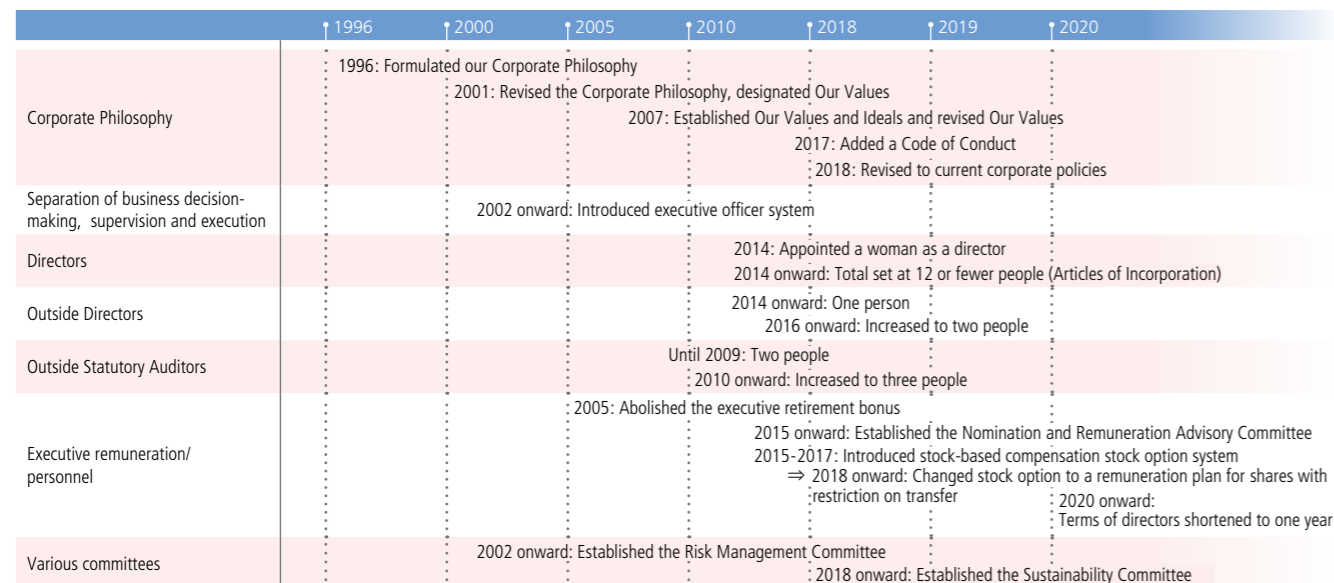 1996 2000 2005 2010 2018 2019 2020
Corporate Philosophy
1996: Formulated our Corporate Philosophy
2001: Revised the Corporate Philosophy, designated Our Values
2007: Established Our Values and Ideals and revised Our Values
2017: Added a Code of Conduct
2018: Revised to current corporate policies
Separation of business decision-
making, supervision and execution
2002 onward: Introduced executive officer system
Directors
2014: Appointed a woman as a director
2014 onward: Total set at 12 or fewer people (Articles of Incorporation)
Outside Directors
2014 onward: One person
2016 onward: Increased to two people
Outside Statutory Auditors
Until 2009: Two people
2010 onward: Increased to three people
Executive remuneration/
personnel
2005: Abolished the executive retirement bonus
2015 onward: Established the Nomination and Remuneration Advisory Committee
2015-2017: Introduced stock-based compensation stock option system
⇒ 2018 onward: Changed stock option to a remuneration plan for shares with
restriction on transfer
2020 onward:
Terms of directors shortened to one year
Various committees
2002 onward: Established the Risk Management Committee
2018 onward: Established the Sustainability Committee